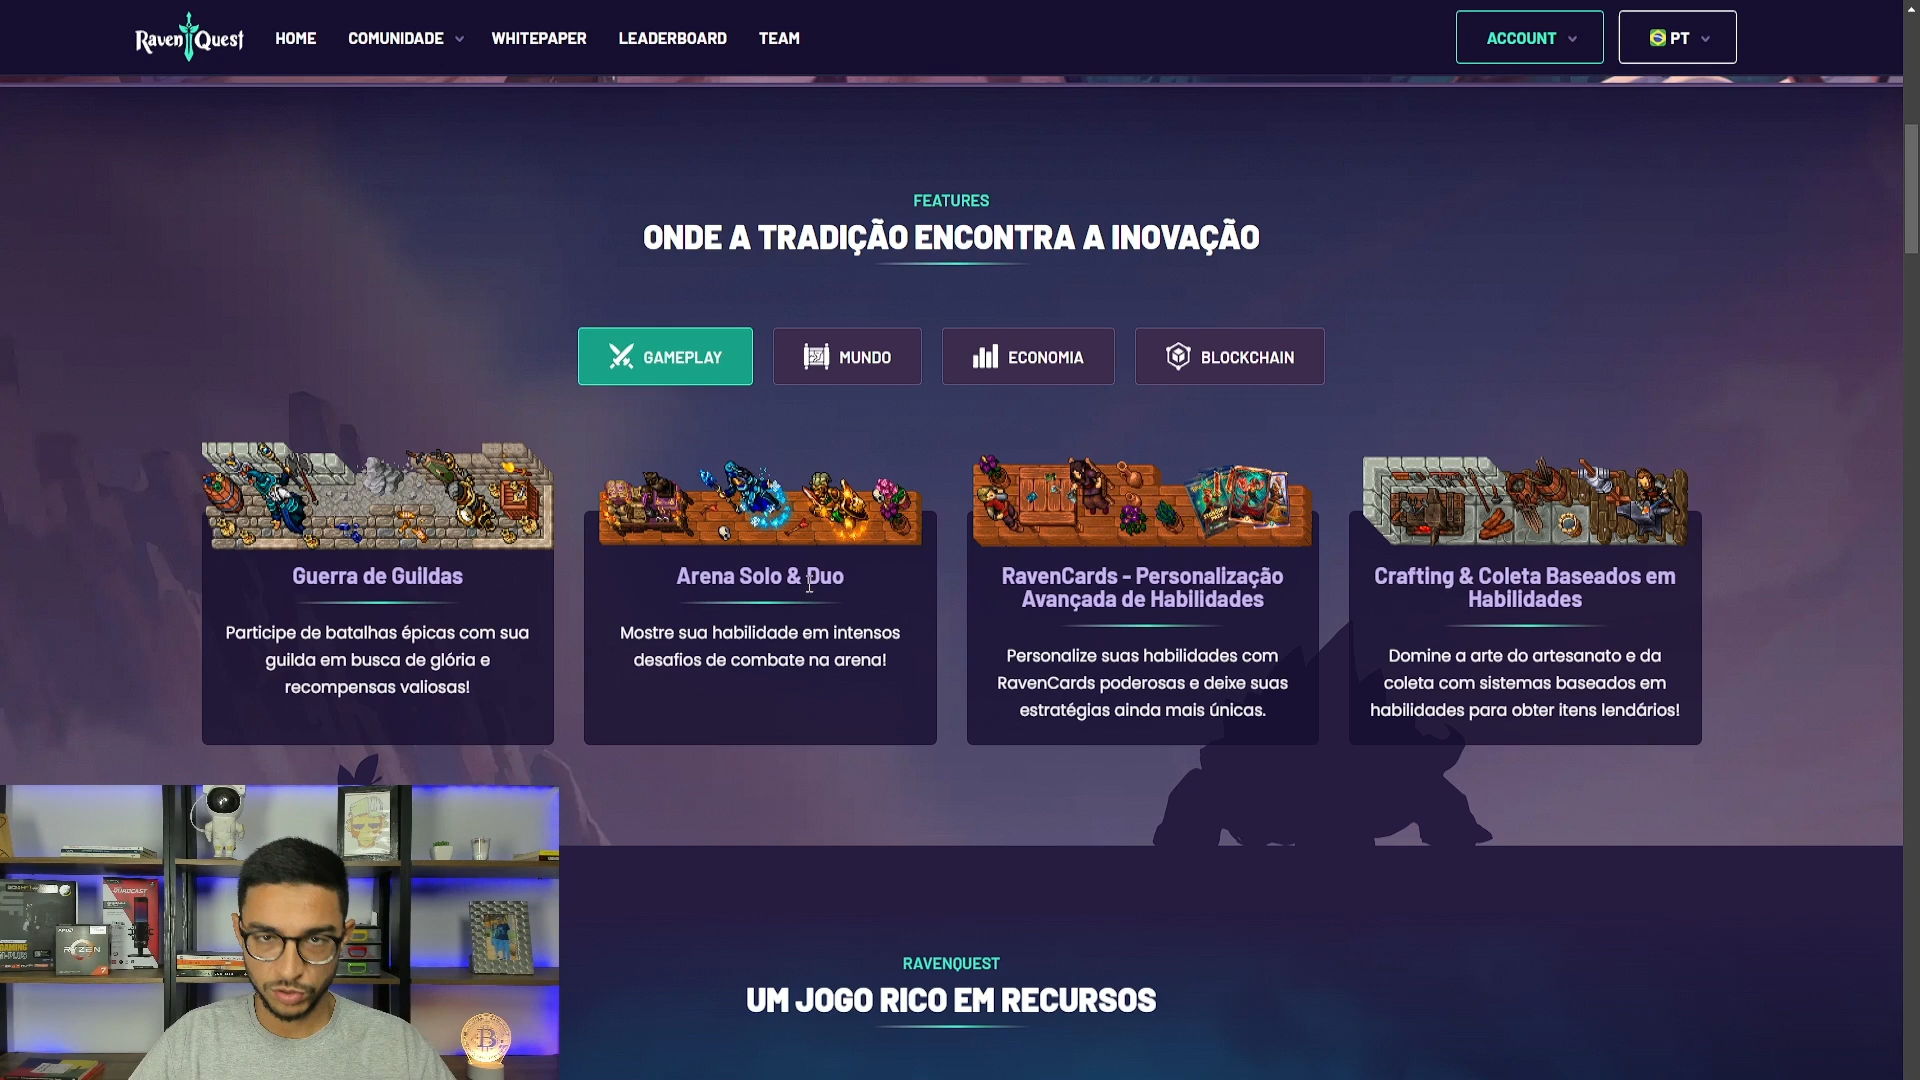 RavenQuest
HOME
COMUNIDADE
WHITEPAPER
LEADERBOARD
TEAM
ACCOUNT
PT
FEATURES
ONDE A TRADIÇÃO ENCONTRA A INOVAÇÃO
GAMEPLAY
MUNDO
ECONOMIA
BLOCKCHAIN
Guerra de Guildas
Participe de batalhas épicas com sua
guilda em busca de glória e
recompensas valiosas!
Arena Solo & Duo
Mostre sua habilidade em intensos
desafios de combate na arena!
RavenCards - Personalização
Avançada de Habilidades
Personalize suas habilidades com
RavenCards poderosas e deixe suas
estratégias ainda mais únicas.
Crafting & Coleta Baseados em
Habilidades
Domine a arte do artesanato e da
coleta com sistemas baseados em
habilidades para obter itens lendários!
RAVENQUEST
UM JOGO RICO EM RECURSOS
QUADCAST
RYZEN